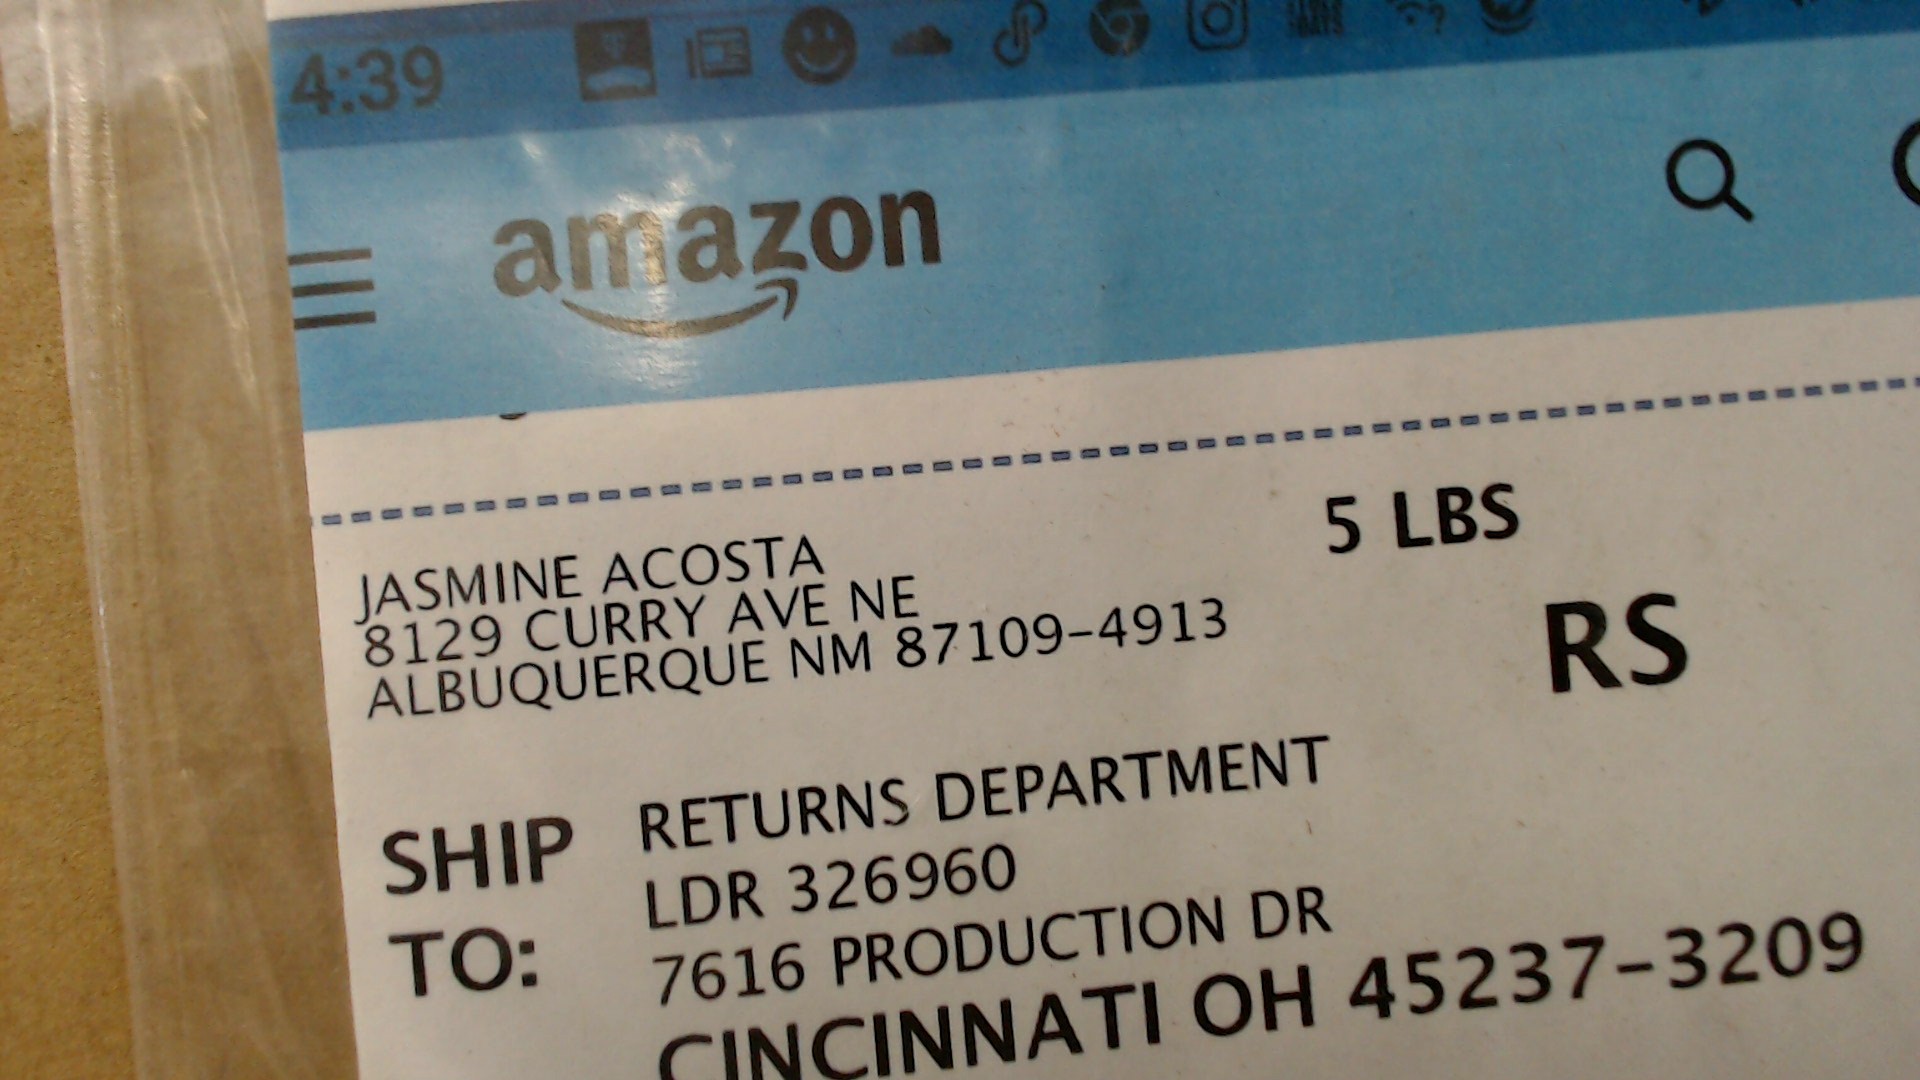 4:39
amazon
5 LBS
JASMINE ACOSTA
8129 CURRY AVE NE
ALBUQUERQUE NM 87109-4913
RS
SHIP TO:
RETURNS DEPARTMENT
LDR 326960
7616 PRODUCTION DR
CINCINNATI OH 45237-3209